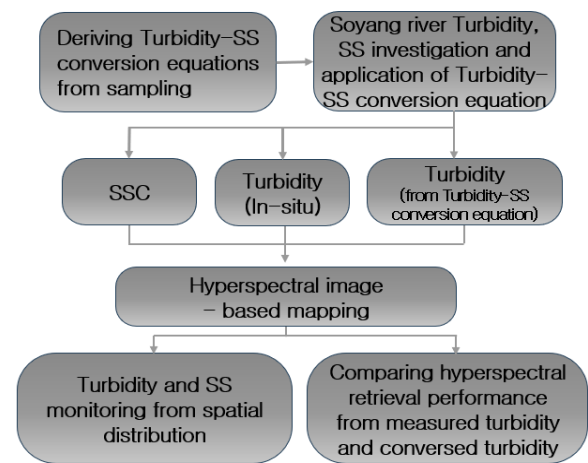 Deriving Turbidity-SS
conversion equations
from sampling
Soyang river Turbidity,
SS investigation and
application of Turbidity-
SS conversion equation
SSC
Turbidity
(In-situ)
Turbidity
(from Turbidity-SS
conversion equation)
Hyperspectral image
- based mapping
Turbidity and SS
monitoring from spatial
distribution
Comparing hyperspectral
retrieval performance
from measured turbidity
and conversed turbidity